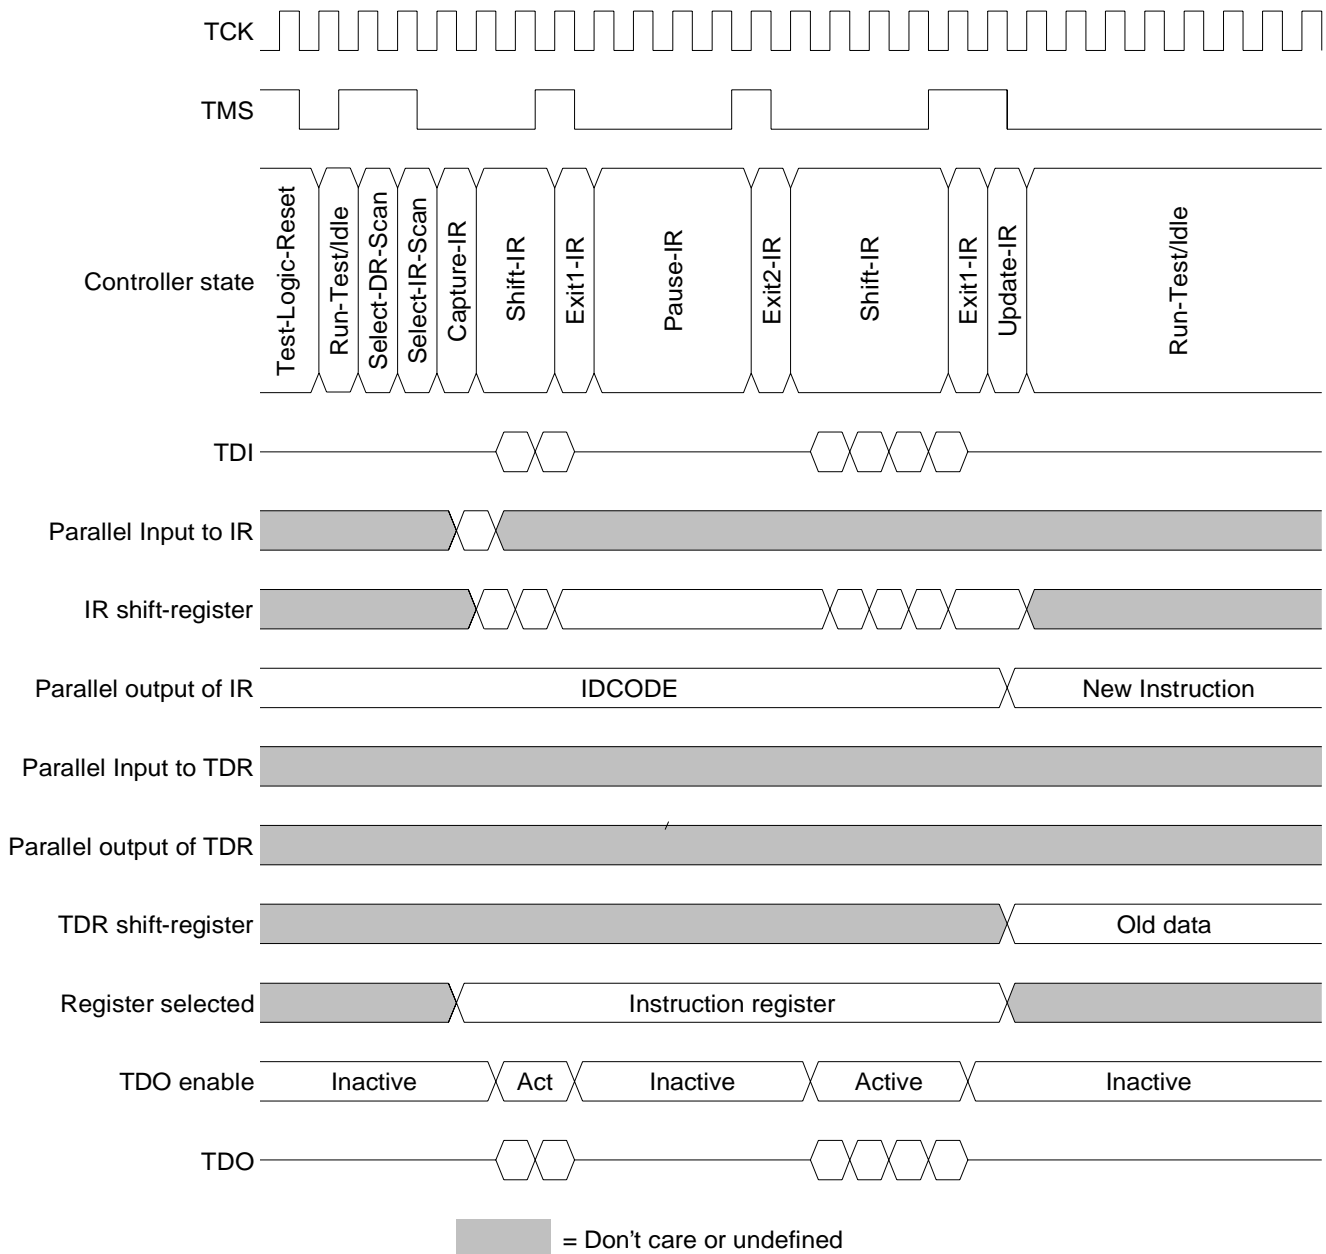 TCK
TMS
Controller state
Test-Logic-Reset
Run-Test/Idle
Select-DR-Scan
Select-IR-Scan
Capture-IR
Shift-IR
Exit1-IR
Pause-IR
Exit2-IR
Shift-IR
Exit1-IR
Update-IR
Run-Test/Idle
TDI
Parallel Input to IR
IR shift-register
Parallel output of IR
IDCODE
New Instruction
Parallel Input to TDR
Parallel output of TDR
TDR shift-register
Old data
Register selected
Instruction register
TDO enable
Inactive
Act
Inactive
Active
Inactive
TDO
= Don't care or undefined